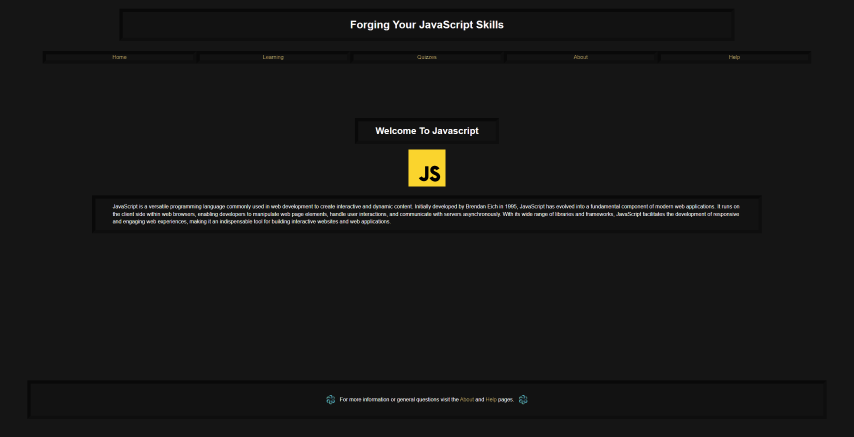 Forging Your JavaScript Skills
Home Learning Quizzes About Help
Welcome To Javascript
JS
JavaScript is a versatile programming language commonly used in web development to create interactive and dynamic content. Initially developed by Brendan Eich in 1995, JavaScript has evolved into a fundamental component of modern web applications. It runs on
the client side within web browsers, enabling developers to manipulate web page elements, handle user interactions, and communicate with servers asynchronously. With its wide range of libraries and frameworks, JavaScript facilitates the development of responsive
and engaging web experiences, making it an indispensable tool for building interactive websites and web applications.
For more information or general questions visit the About and Help pages.